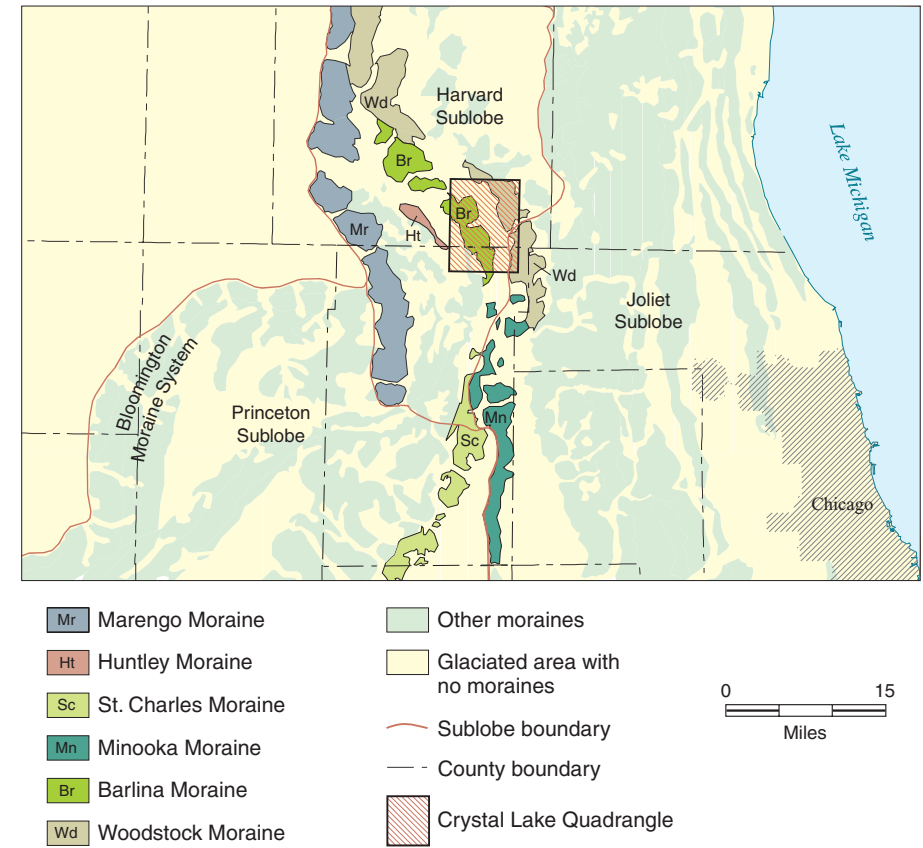 Wd
Harvard
Sublobe
Br
Lake Michigan
Br
Mr
Ht
Wd
Joliet
Sublobe
Bloomington
Moraine System
Princeton
Sublobe
Mn
Sc
Chicago
Mr Marengo Moraine
Ht Huntley Moraine
Sc St. Charles Moraine
Mn Minooka Moraine
Br Barlina Moraine
Wd Woodstock Moraine
Other moraines
Glaciated area with
no moraines
Sublobe boundary
County boundary
Crystal Lake Quadrangle
0 15
Miles